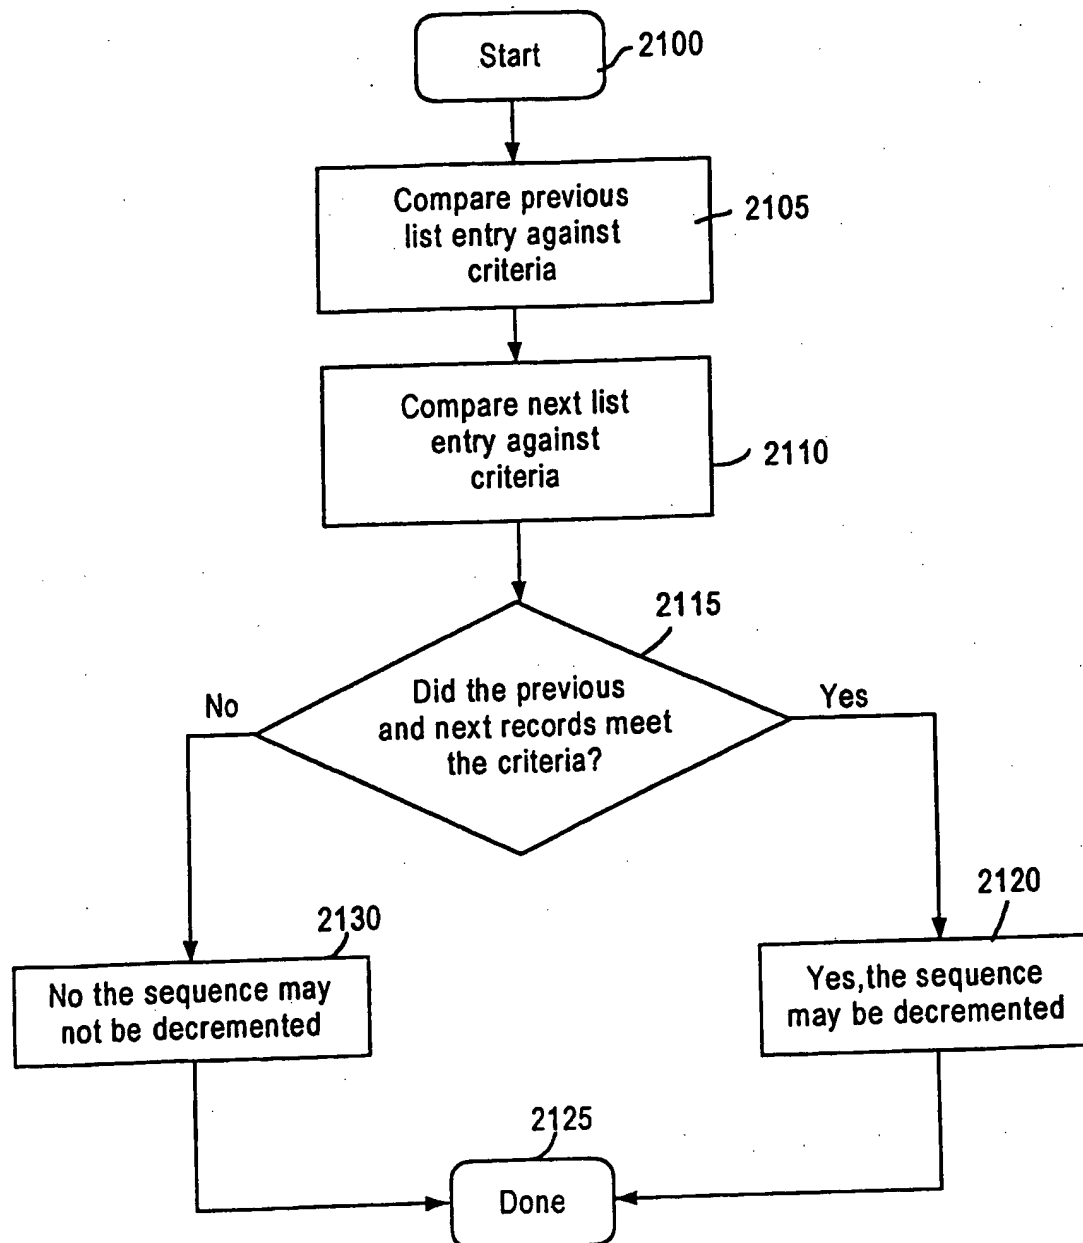 Start
2100
Compare previous
list entry against
criteria
2105
Compare next list
entry against
criteria
2110
2115
Did the previous
and next records meet
the criteria?
No
Yes
2130
No the sequence may
not be decremented
2120
Yes,the sequence
may be decremented
2125
Done